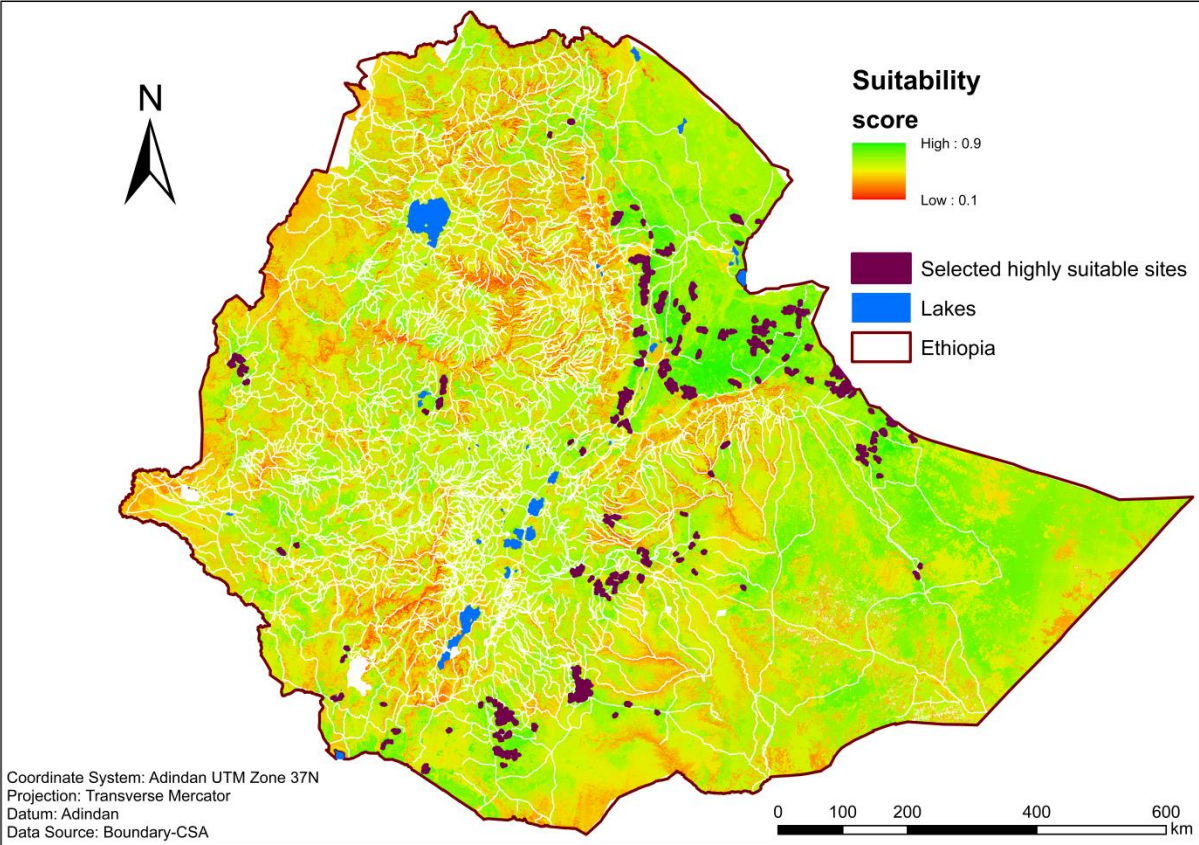 N
Suitability
score
High : 0.9
Low : 0.1
Selected highly suitable sites
Lakes
Ethiopia
Coordinate System: Adindan UTM Zone 37N
Projection: Transverse Mercator
Datum: Adindan
Data Source: Boundary-CSA
0 100 200 400 600
km